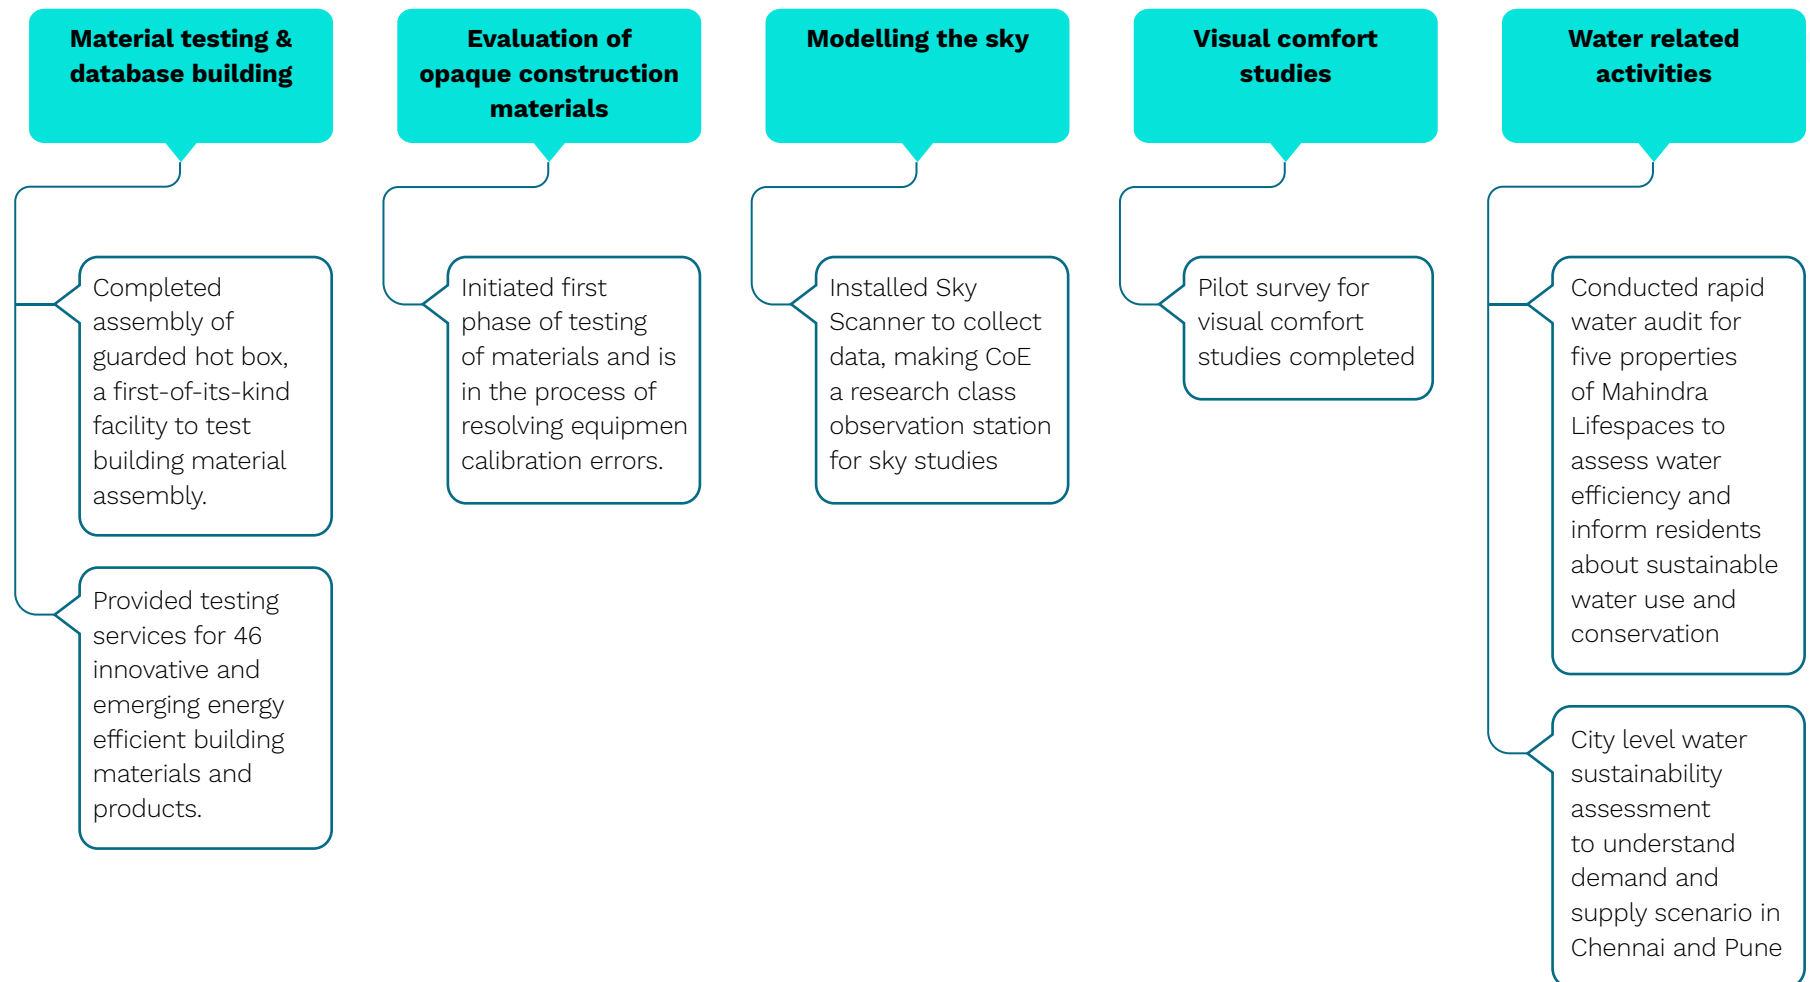 Material testing &
database building
Completed
assembly of
guarded hot box,
a first-of-its-kind
facility to test
building material
assembly.
Provided testing
services for 46
innovative and
emerging energy
efficient building
materials and
products.
Evaluation of
opaque construction
materials
Initiated first
phase of testing
of materials and is
in the process of
resolving equipmen
calibration errors.
Modelling the sky
Installed Sky
Scanner to collect
data, making CoE
a research class
observation station
for sky studies
Visual comfort
studies
Pilot survey for
visual comfort
studies completed
Water related
activities
Conducted rapid
water audit for
five properties
of Mahindra
Lifespaces to
assess water
efficiency and
inform residents
about sustainable
water use and
conservation
City level water
sustainability
assessment
to understand
demand and
supply scenario in
Chennai and Pune